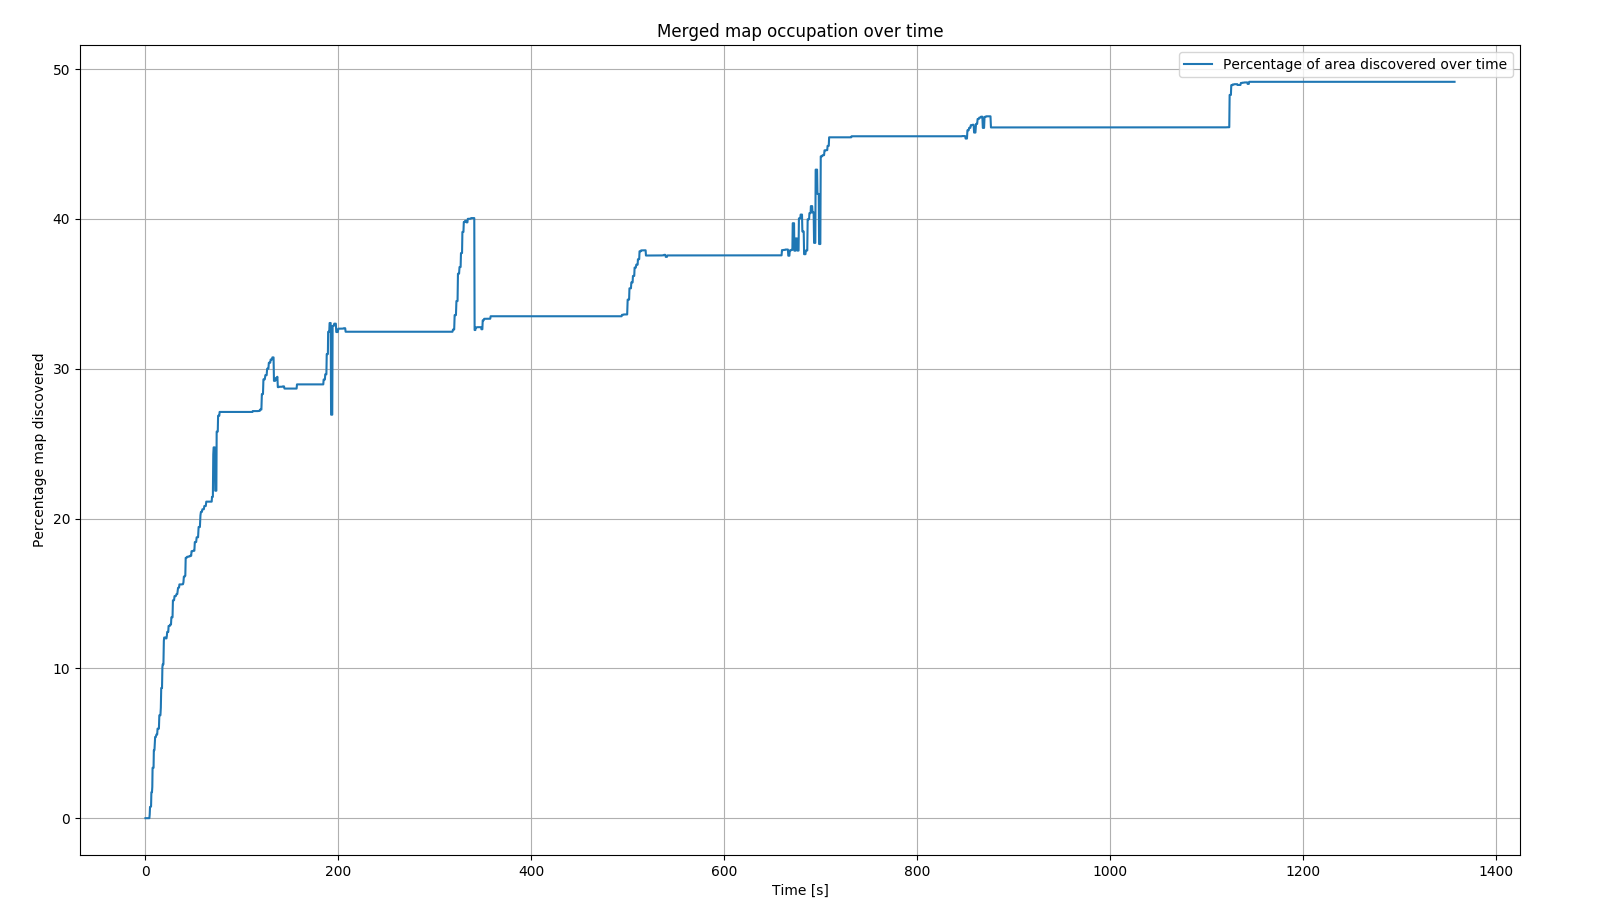 Merged map occupation over time
Percentage of area discovered over time
50
40
30
20
10
0
Percentage map discovered
0 200 400 600 800 1000 1200 1400
Time [s]